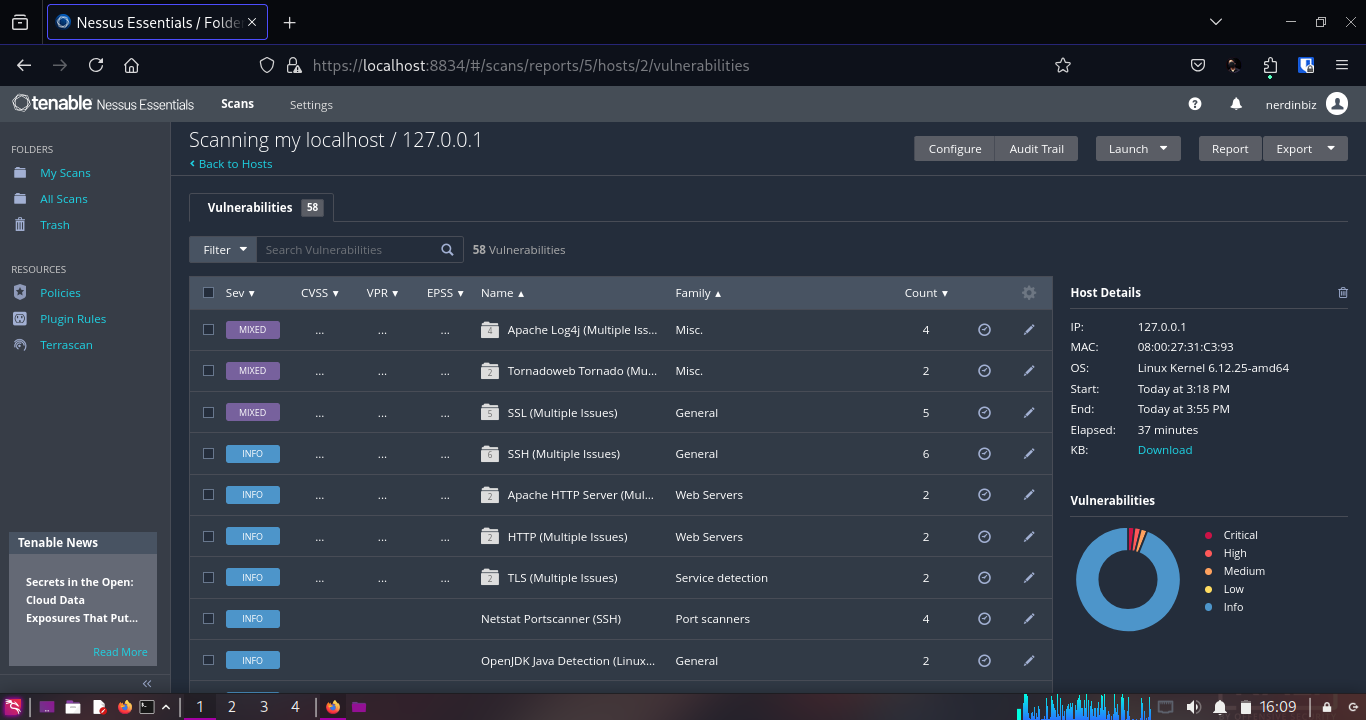 Nessus Essentials / Folde
https://localhost:8834/#/scans/reports/5/hosts/2/vulnerabilities
tenable Nessus Essentials Scans Settings nerdinbiz
FOLDERS
My Scans
All Scans
Trash
RESOURCES
Policies
Plugin Rules
Terrascan
Tenable News
Secrets in the Open:
Cloud Data
Exposures That Put...
Read More
Scanning my localhost / 127.0.0.1
Back to Hosts
Configure Audit Trail Launch Report Export
Vulnerabilities 58
Filter Search Vulnerabilities 58 Vulnerabilities
Sev CVSS VPR EPSS Name Family Count
MIXED ... ... ... 4 Apache Log4j (Multiple Iss... Misc. 4
MIXED ... ... ... 2 Tornadoweb Tornado (Mu... Misc. 2
MIXED ... ... ... 5 SSL (Multiple Issues) General 5
INFO ... ... ... 6 SSH (Multiple Issues) General 6
INFO ... ... ... 2 Apache HTTP Server (Mul... Web Servers 2
INFO ... ... ... 2 HTTP (Multiple Issues) Web Servers 2
INFO ... ... ... 2 TLS (Multiple Issues) Service detection 2
INFO Netstat Portscanner (SSH) Port scanners 4
INFO OpenJDK Java Detection (Linux... General 2
Host Details
IP: 127.0.0.1
MAC: 08:00:27:31:C3:93
OS: Linux Kernel 6.12.25-amd64
Start: Today at 3:18 PM
End: Today at 3:55 PM
Elapsed: 37 minutes
KB: Download
Vulnerabilities
Critical
High
Medium
Low
Info
1 2 3 4 16:09